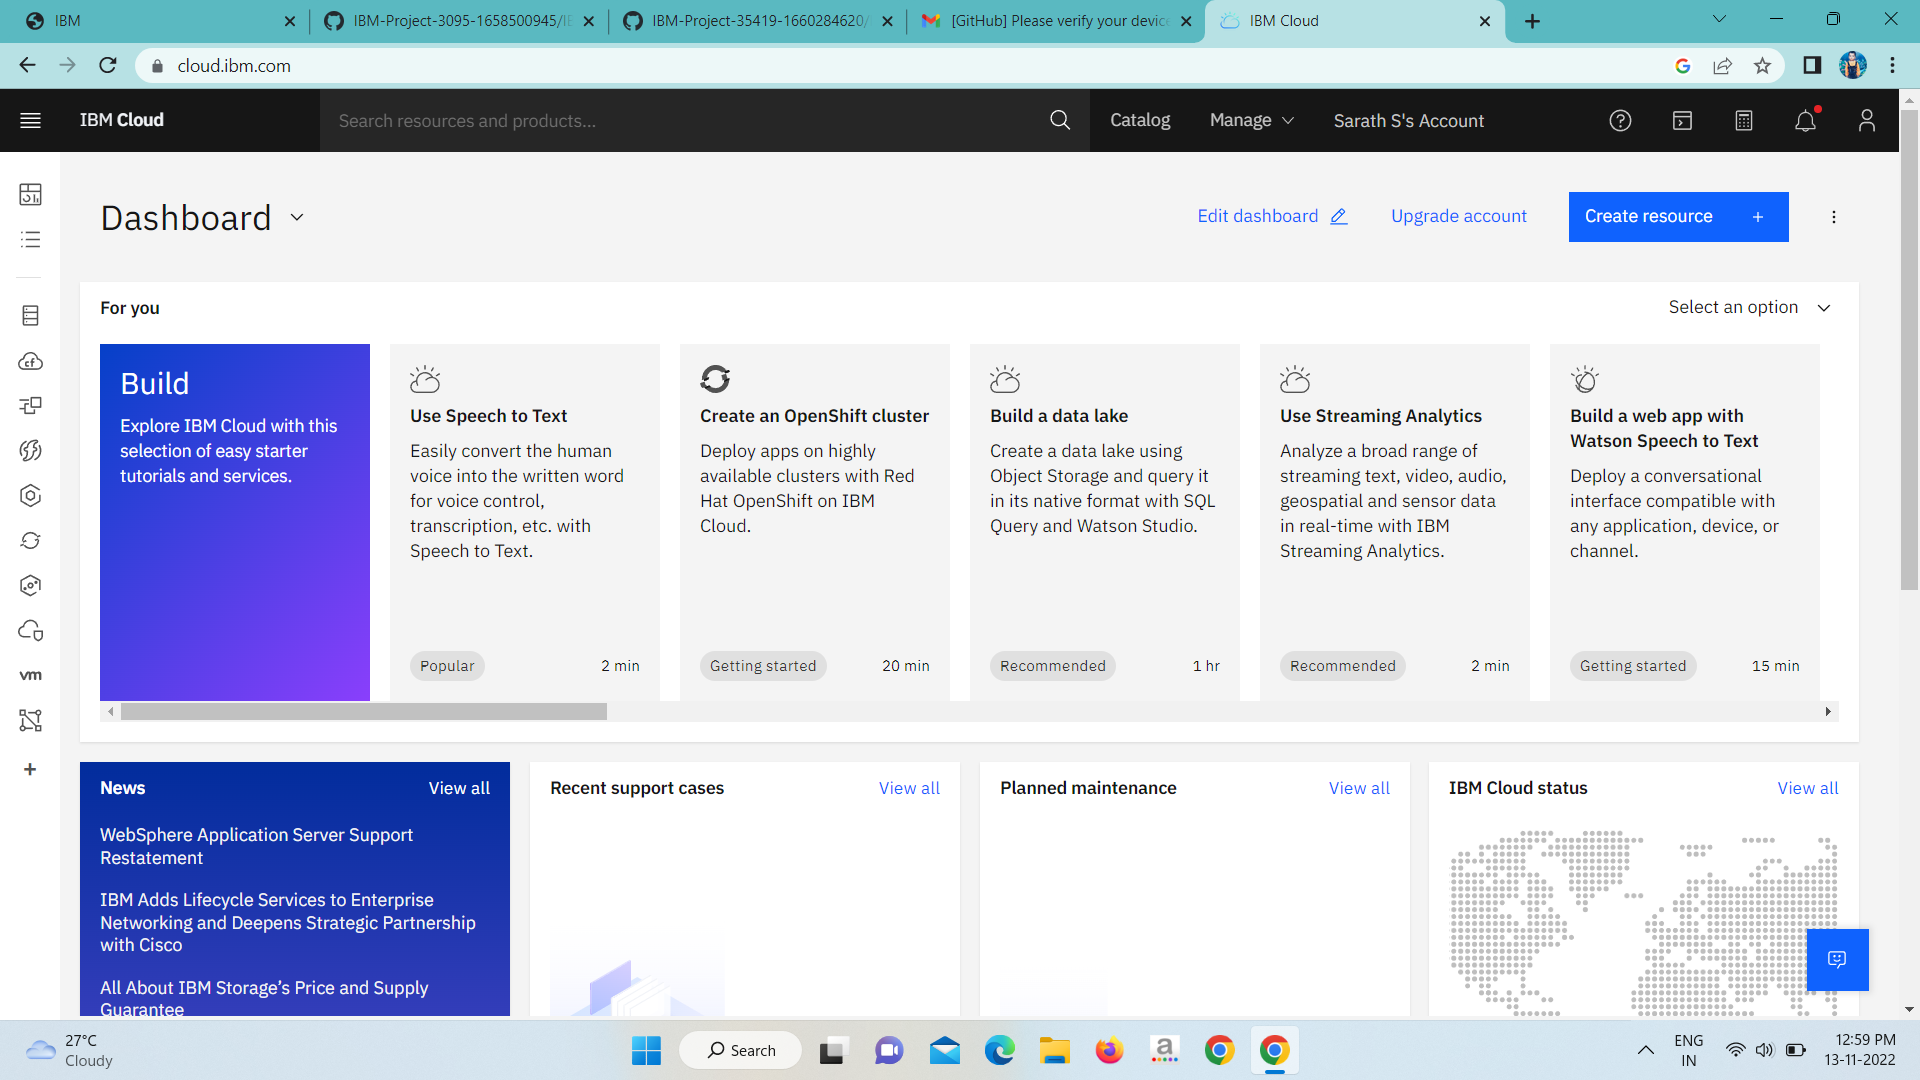 IBM
IBM-Project-3095-1658500945/IB
IBM-Project-35419-1660284620/
[GitHub] Please verify your device
IBM Cloud
cloud.ibm.com
IBM Cloud
Search resources and products...
Catalog
Manage
Sarath S's Account
Dashboard
Edit dashboard
Upgrade account
Create resource +
For you
Select an option
Build
Explore IBM Cloud with this
selection of easy starter
tutorials and services.
Use Speech to Text
Easily convert the human
voice into the written word
for voice control,
transcription, etc. with
Speech to Text.
Popular
2 min
Create an OpenShift cluster
Deploy apps on highly
available clusters with Red
Hat OpenShift on IBM
Cloud.
Getting started
20 min
Build a data lake
Create a data lake using
Object Storage and query it
in its native format with SQL
Query and Watson Studio.
Recommended
1 hr
Use Streaming Analytics
Analyze a broad range of
streaming text, video, audio,
geospatial and sensor data
in real-time with IBM
Streaming Analytics.
Recommended
2 min
Build a web app with
Watson Speech to Text
Deploy a conversational
interface compatible with
any application, device, or
channel.
Getting started
15 min
cf
vm
News
View all
WebSphere Application Server Support
Restatement
IBM Adds Lifecycle Services to Enterprise
Networking and Deepens Strategic Partnership
with Cisco
All About IBM Storage’s Price and Supply
Guarantee
Recent support cases
View all
Planned maintenance
View all
IBM Cloud status
View all
27°C
Cloudy
Search
a
ENG
IN
12:59 PM
13-11-2022